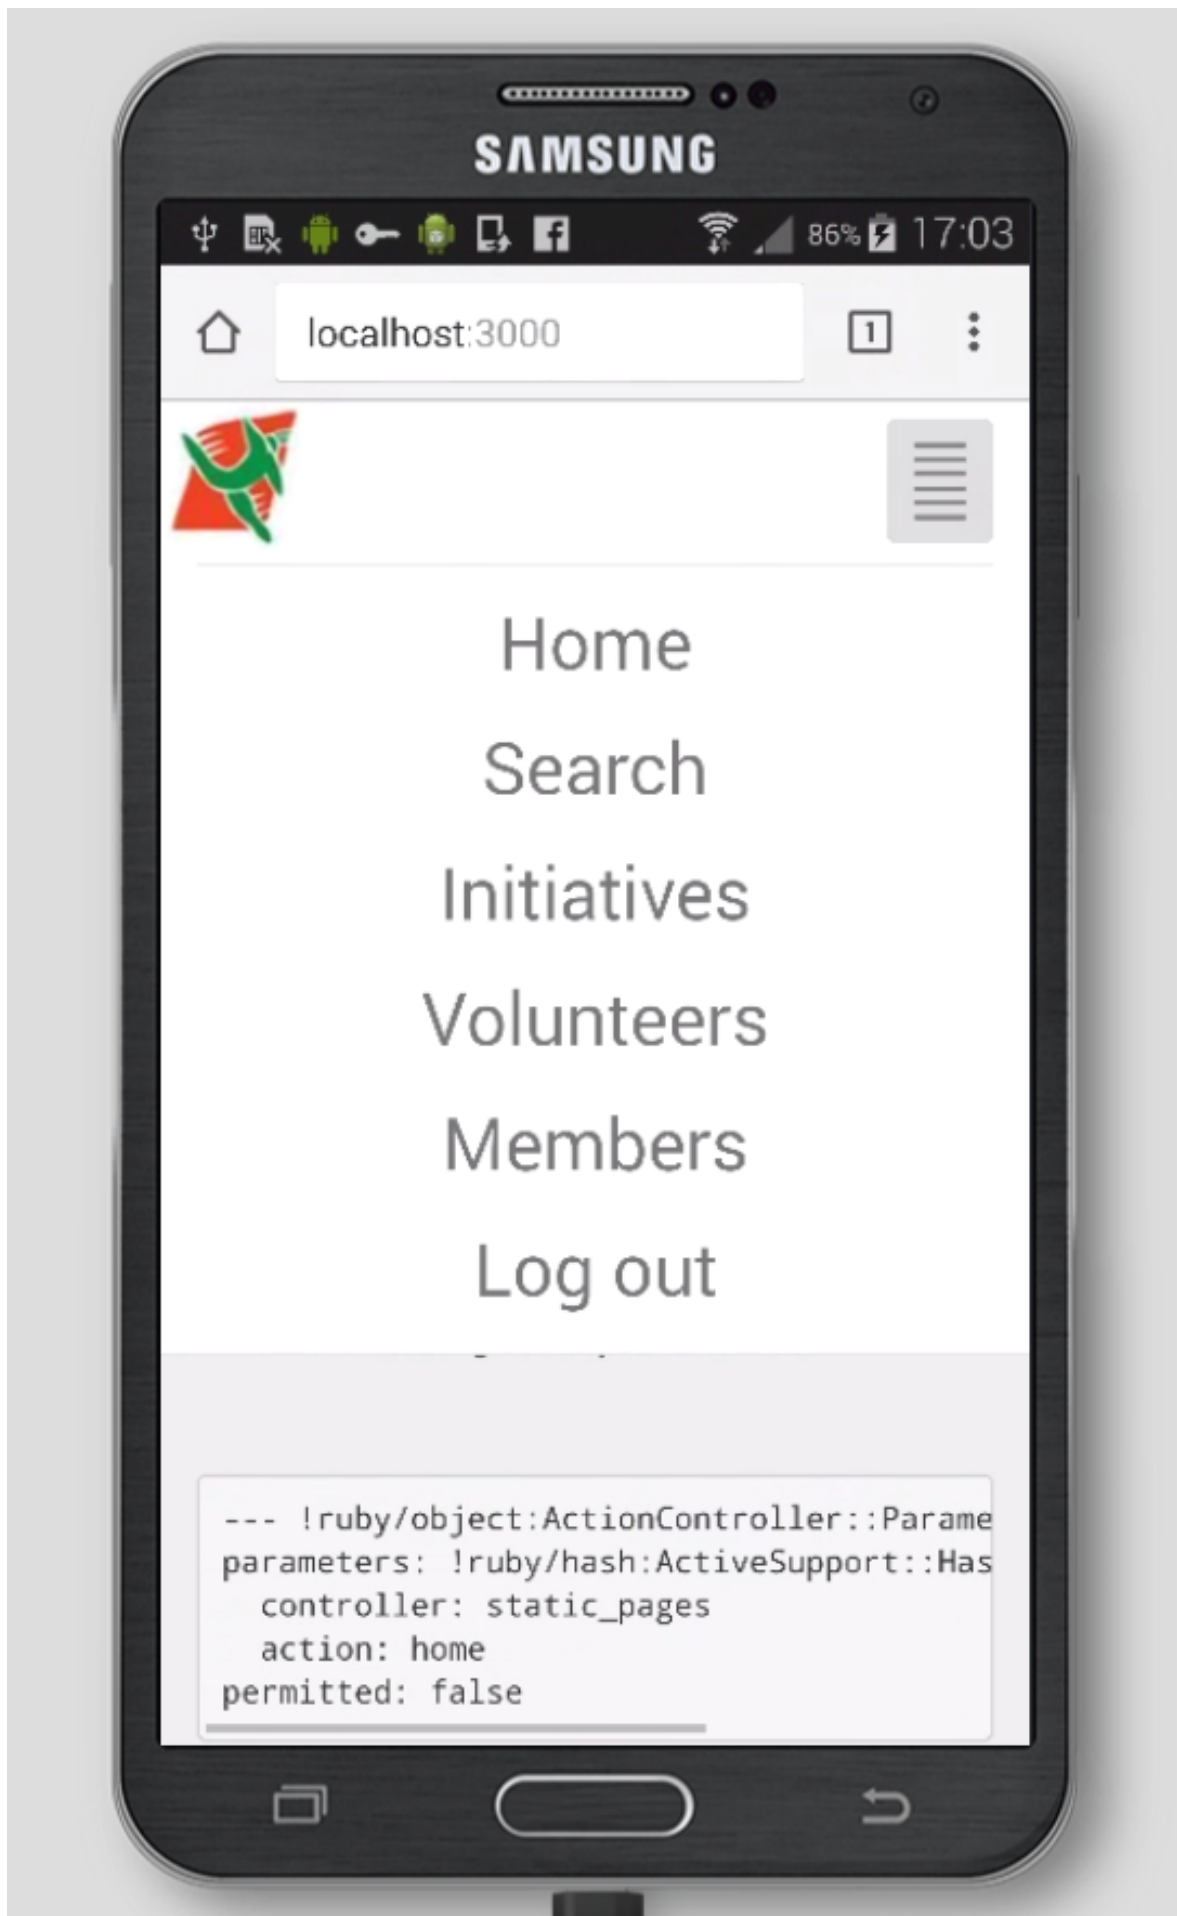 SAMSUNG
86% 17:03
localhost:3000
1
Home
Search
Initiatives
Volunteers
Members
Log out
--- !ruby/object:ActionController::Parame
parameters: !ruby/hash:ActiveSupport::Has
  controller: static_pages
  action: home
permitted: false